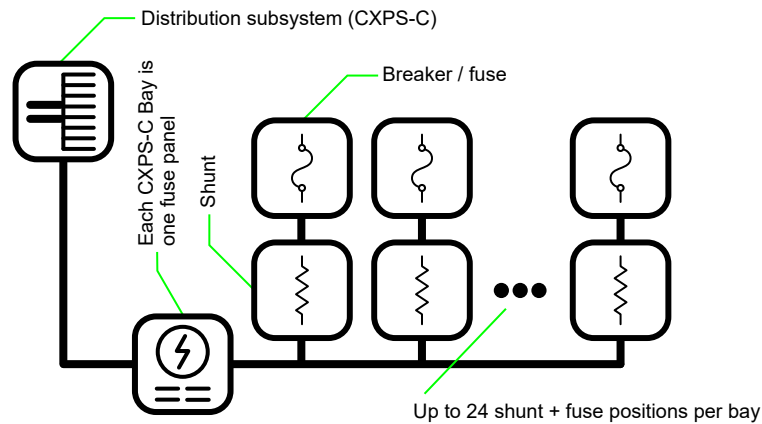 Distribution subsystem (CXPS-C)
Breaker / fuse
Each CXPS-C Bay is
one fuse panel
Shunt
Up to 24 shunt + fuse positions per bay